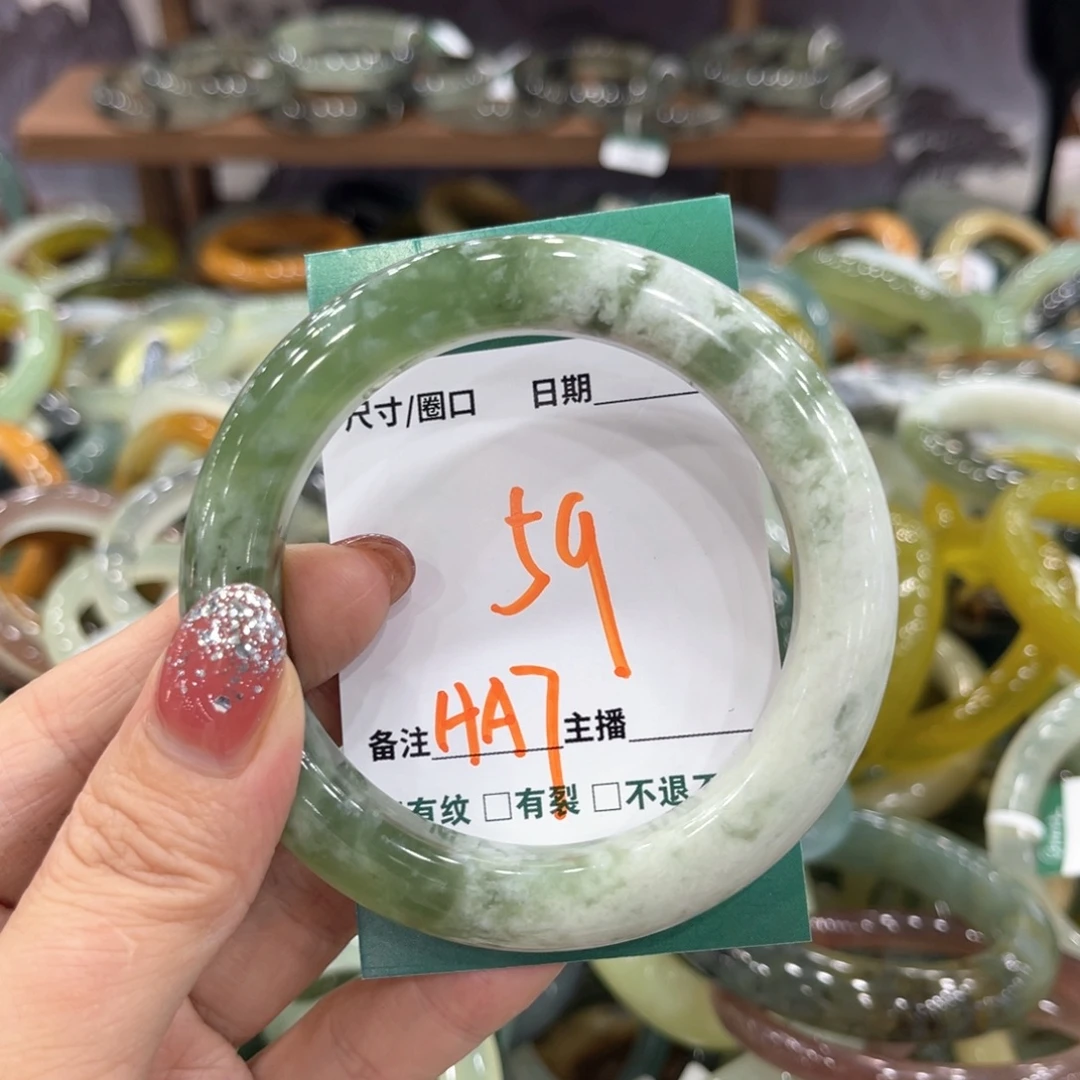 尺寸/圈口 日期
59
备注HA7 主播
有纹 □有裂 □不退不